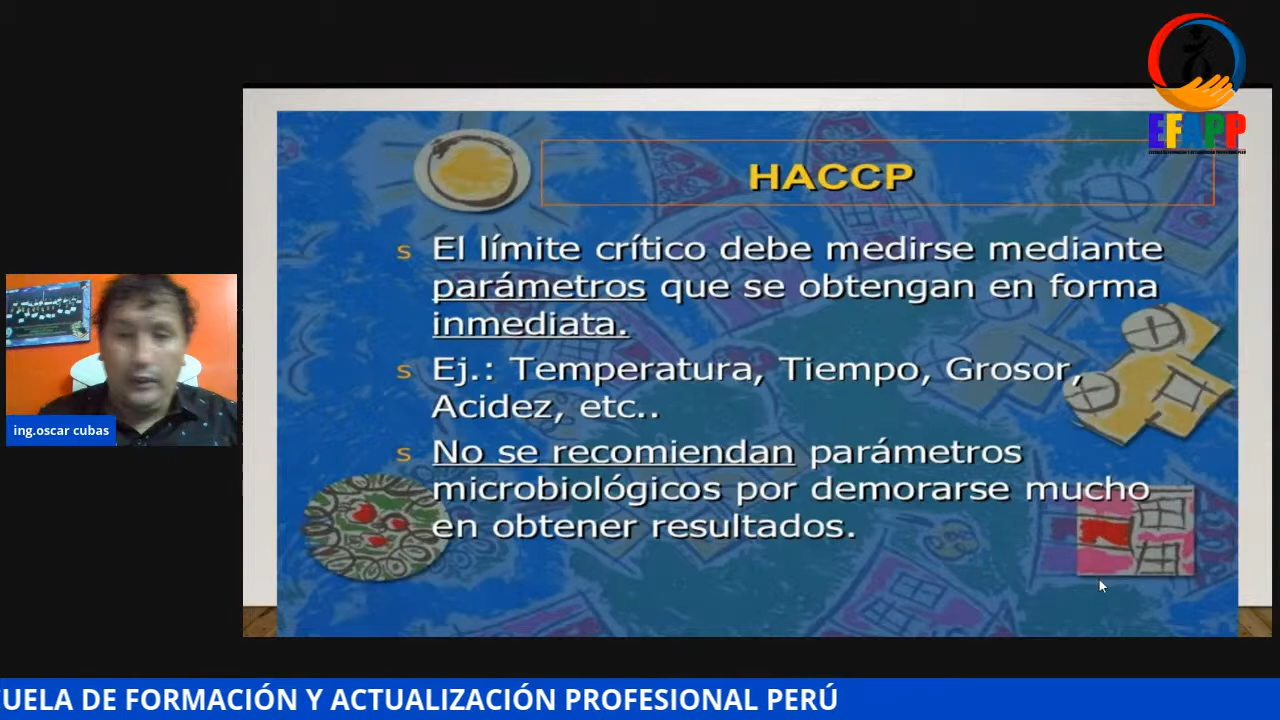 EFAPP
HACCP
s El límite crítico debe medirse mediante
parámetros que se obtengan en forma
inmediata.
s Ej.: Temperatura, Tiempo, Grosor,
Acidez, etc..
s No se recomiendan parámetros
microbiológicos por demorarse mucho
en obtener resultados.
ing.oscar cubas
UELA DE FORMACIÓN Y ACTUALIZACIÓN PROFESIONAL PERÚ